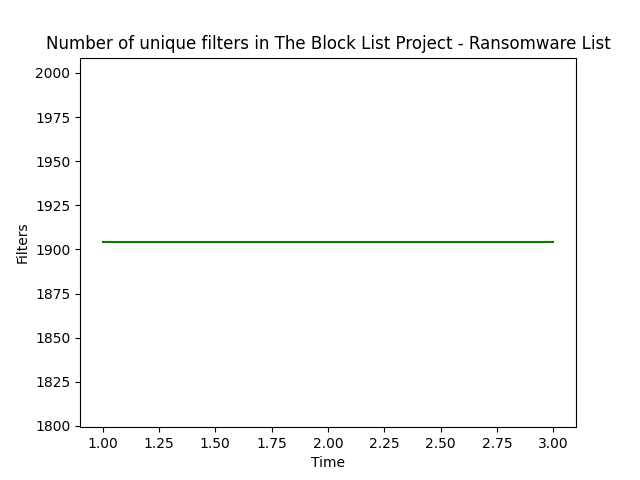 Number of unique filters in The Block List Project - Ransomware List
2000
1975
1950
1925
1900
1875
1850
1825
1800
Filters
1.00 1.25 1.50 1.75 2.00 2.25 2.50 2.75 3.00
Time